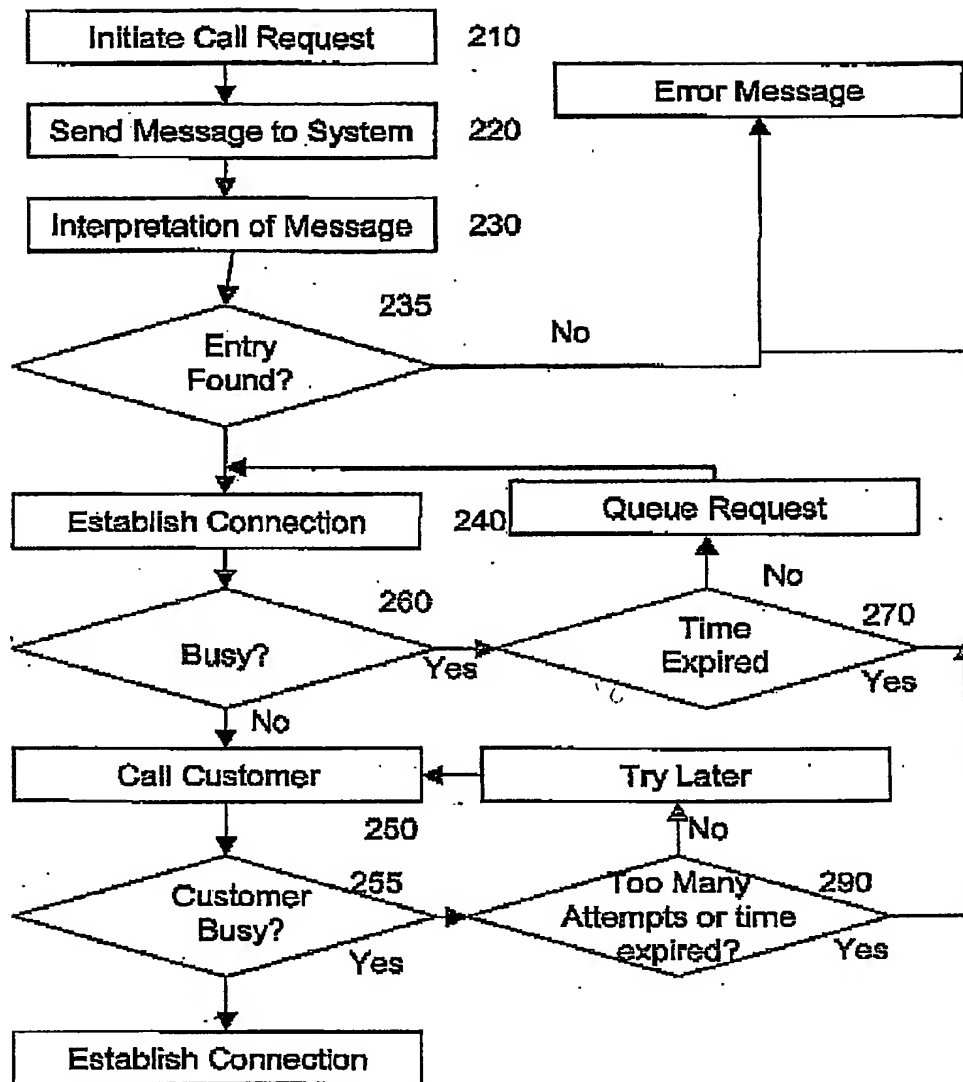 Initiate Call Request
210
Error Message
Send Message to System
220
Interpretation of Message
230
235
Entry
Found?
No
Establish Connection
240
Queue Request
No
260
Busy?
Yes
270
Time
Expired
Yes
No
Call Customer
Try Later
250
No
255
Customer
Busy?
Yes
290
Too Many
Attempts or time
expired?
Yes
Establish Connection